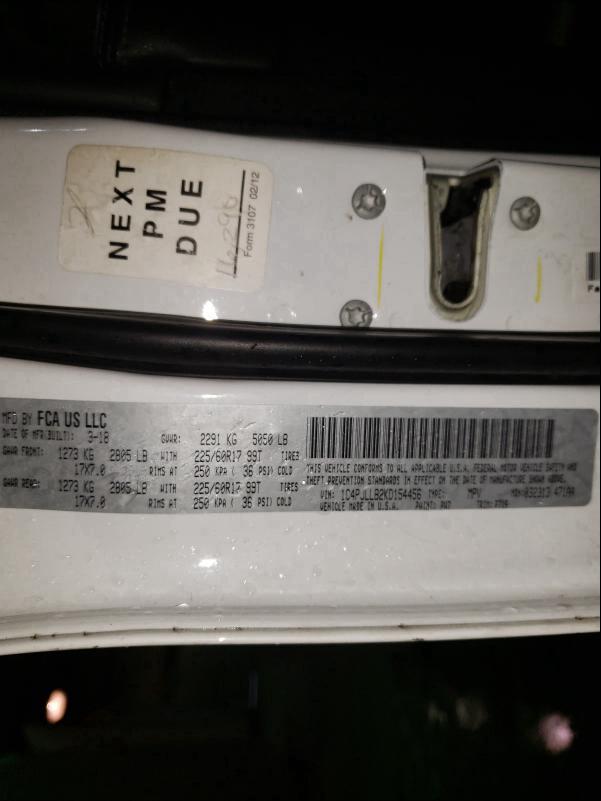 NEXT
PM
DUE
Form 3107 02/12
MFD BY FCA US LLC
DATE OF MFR(BUILT): 3-18 GVWR: 2291 KG 5050 LB
GAWR FRONT: 1273 KG 2805 LB WITH 225/60R17 99T TIRES
17X7.0 RIMS AT 250 KPA ( 36 PSI) COLD
GAWR REAR: 1273 KG 2805 LB WITH 225/60R17 99T TIRES
17X7.0 RIMS AT 250 KPA ( 36 PSI) COLD
THIS VEHICLE CONFORMS TO ALL APPLICABLE U.S.A. FEDERAL MOTOR VEHICLE SAFETY AND
THEFT PREVENTION STANDARDS IN EFFECT ON THE DATE OF MANUFACTURE SHOWN ABOVE.
VIN: 1C4PJLLB2KD154456 TYPE: MPV MDH: 032313 471AA
VEHICLE MADE IN U.S.A. PAINT: PW7 TRIM: